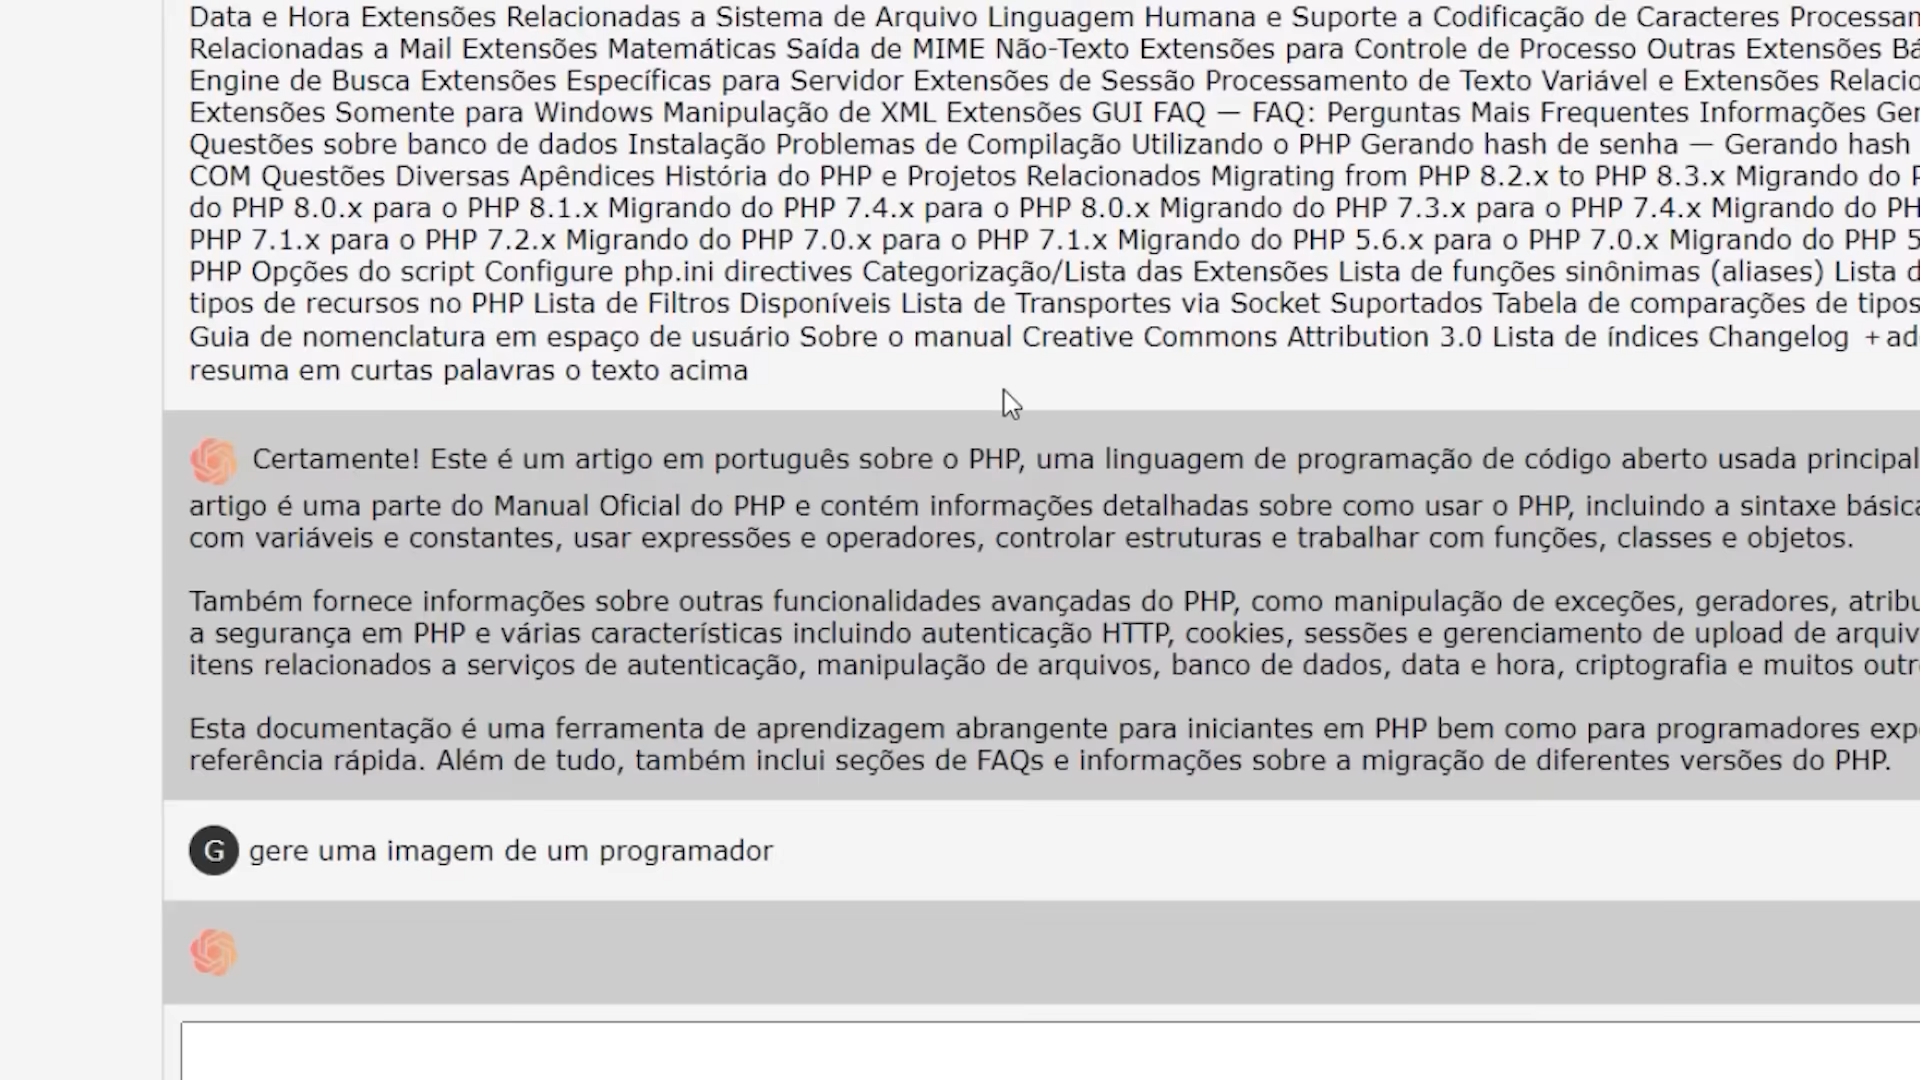 Data e Hora Extensões Relacionadas a Sistema de Arquivo Linguagem Humana e Suporte a Codificação de Caracteres
Relacionadas a Mail Extensões Matemáticas Saída de MIME Não-Texto Extensões para Controle de Processo Outras Extensões
Engine de Busca Extensões Específicas para Servidor Extensões de Sessão Processamento de Texto Variável e Extensões
Extensões Somente para Windows Manipulação de XML Extensões GUI FAQ — FAQ: Perguntas Mais Frequentes Informações
Questões sobre banco de dados Instalação Problemas de Compilação Utilizando o PHP Gerando hash de senha — Gerando hash
COM Questões Diversas Apêndices História do PHP e Projetos Relacionados Migrating from PHP 8.2.x to PHP 8.3.x Migrando do
do PHP 8.0.x para o PHP 8.1.x Migrando do PHP 7.4.x para o PHP 8.0.x Migrando do PHP 7.3.x para o PHP 7.4.x Migrando do
PHP 7.1.x para o PHP 7.2.x Migrando do PHP 7.0.x para o PHP 7.1.x Migrando do PHP 5.6.x para o PHP 7.0.x Migrando do PHP
PHP Opções do script Configure php.ini directives Categorização/Lista das Extensões Lista de funções sinônimas (aliases) Lista
tipos de recursos no PHP Lista de Filtros Disponíveis Lista de Transportes via Socket Suportados Tabela de comparações de tipos
Guia de nomenclatura em espaço de usuário Sobre o manual Creative Commons Attribution 3.0 Lista de índices Changelog
resuma em curtas palavras o texto acima
Certamente! Este é um artigo em português sobre o PHP, uma linguagem de programação de código aberto usada
artigo é uma parte do Manual Oficial do PHP e contém informações detalhadas sobre como usar o PHP, incluindo a sintaxe
com variáveis e constantes, usar expressões e operadores, controlar estruturas e trabalhar com funções, classes e objetos.
Também fornece informações sobre outras funcionalidades avançadas do PHP, como manipulação de exceções, geradores,
a segurança em PHP e várias características incluindo autenticação HTTP, cookies, sessões e gerenciamento de upload de
itens relacionados a serviços de autenticação, manipulação de arquivos, banco de dados, data e hora, criptografia e muitos
Esta documentação é uma ferramenta de aprendizagem abrangente para iniciantes em PHP bem como para programadores
referência rápida. Além de tudo, também inclui seções de FAQs e informações sobre a migração de diferentes versões do PHP.
G gere uma imagem de um programador